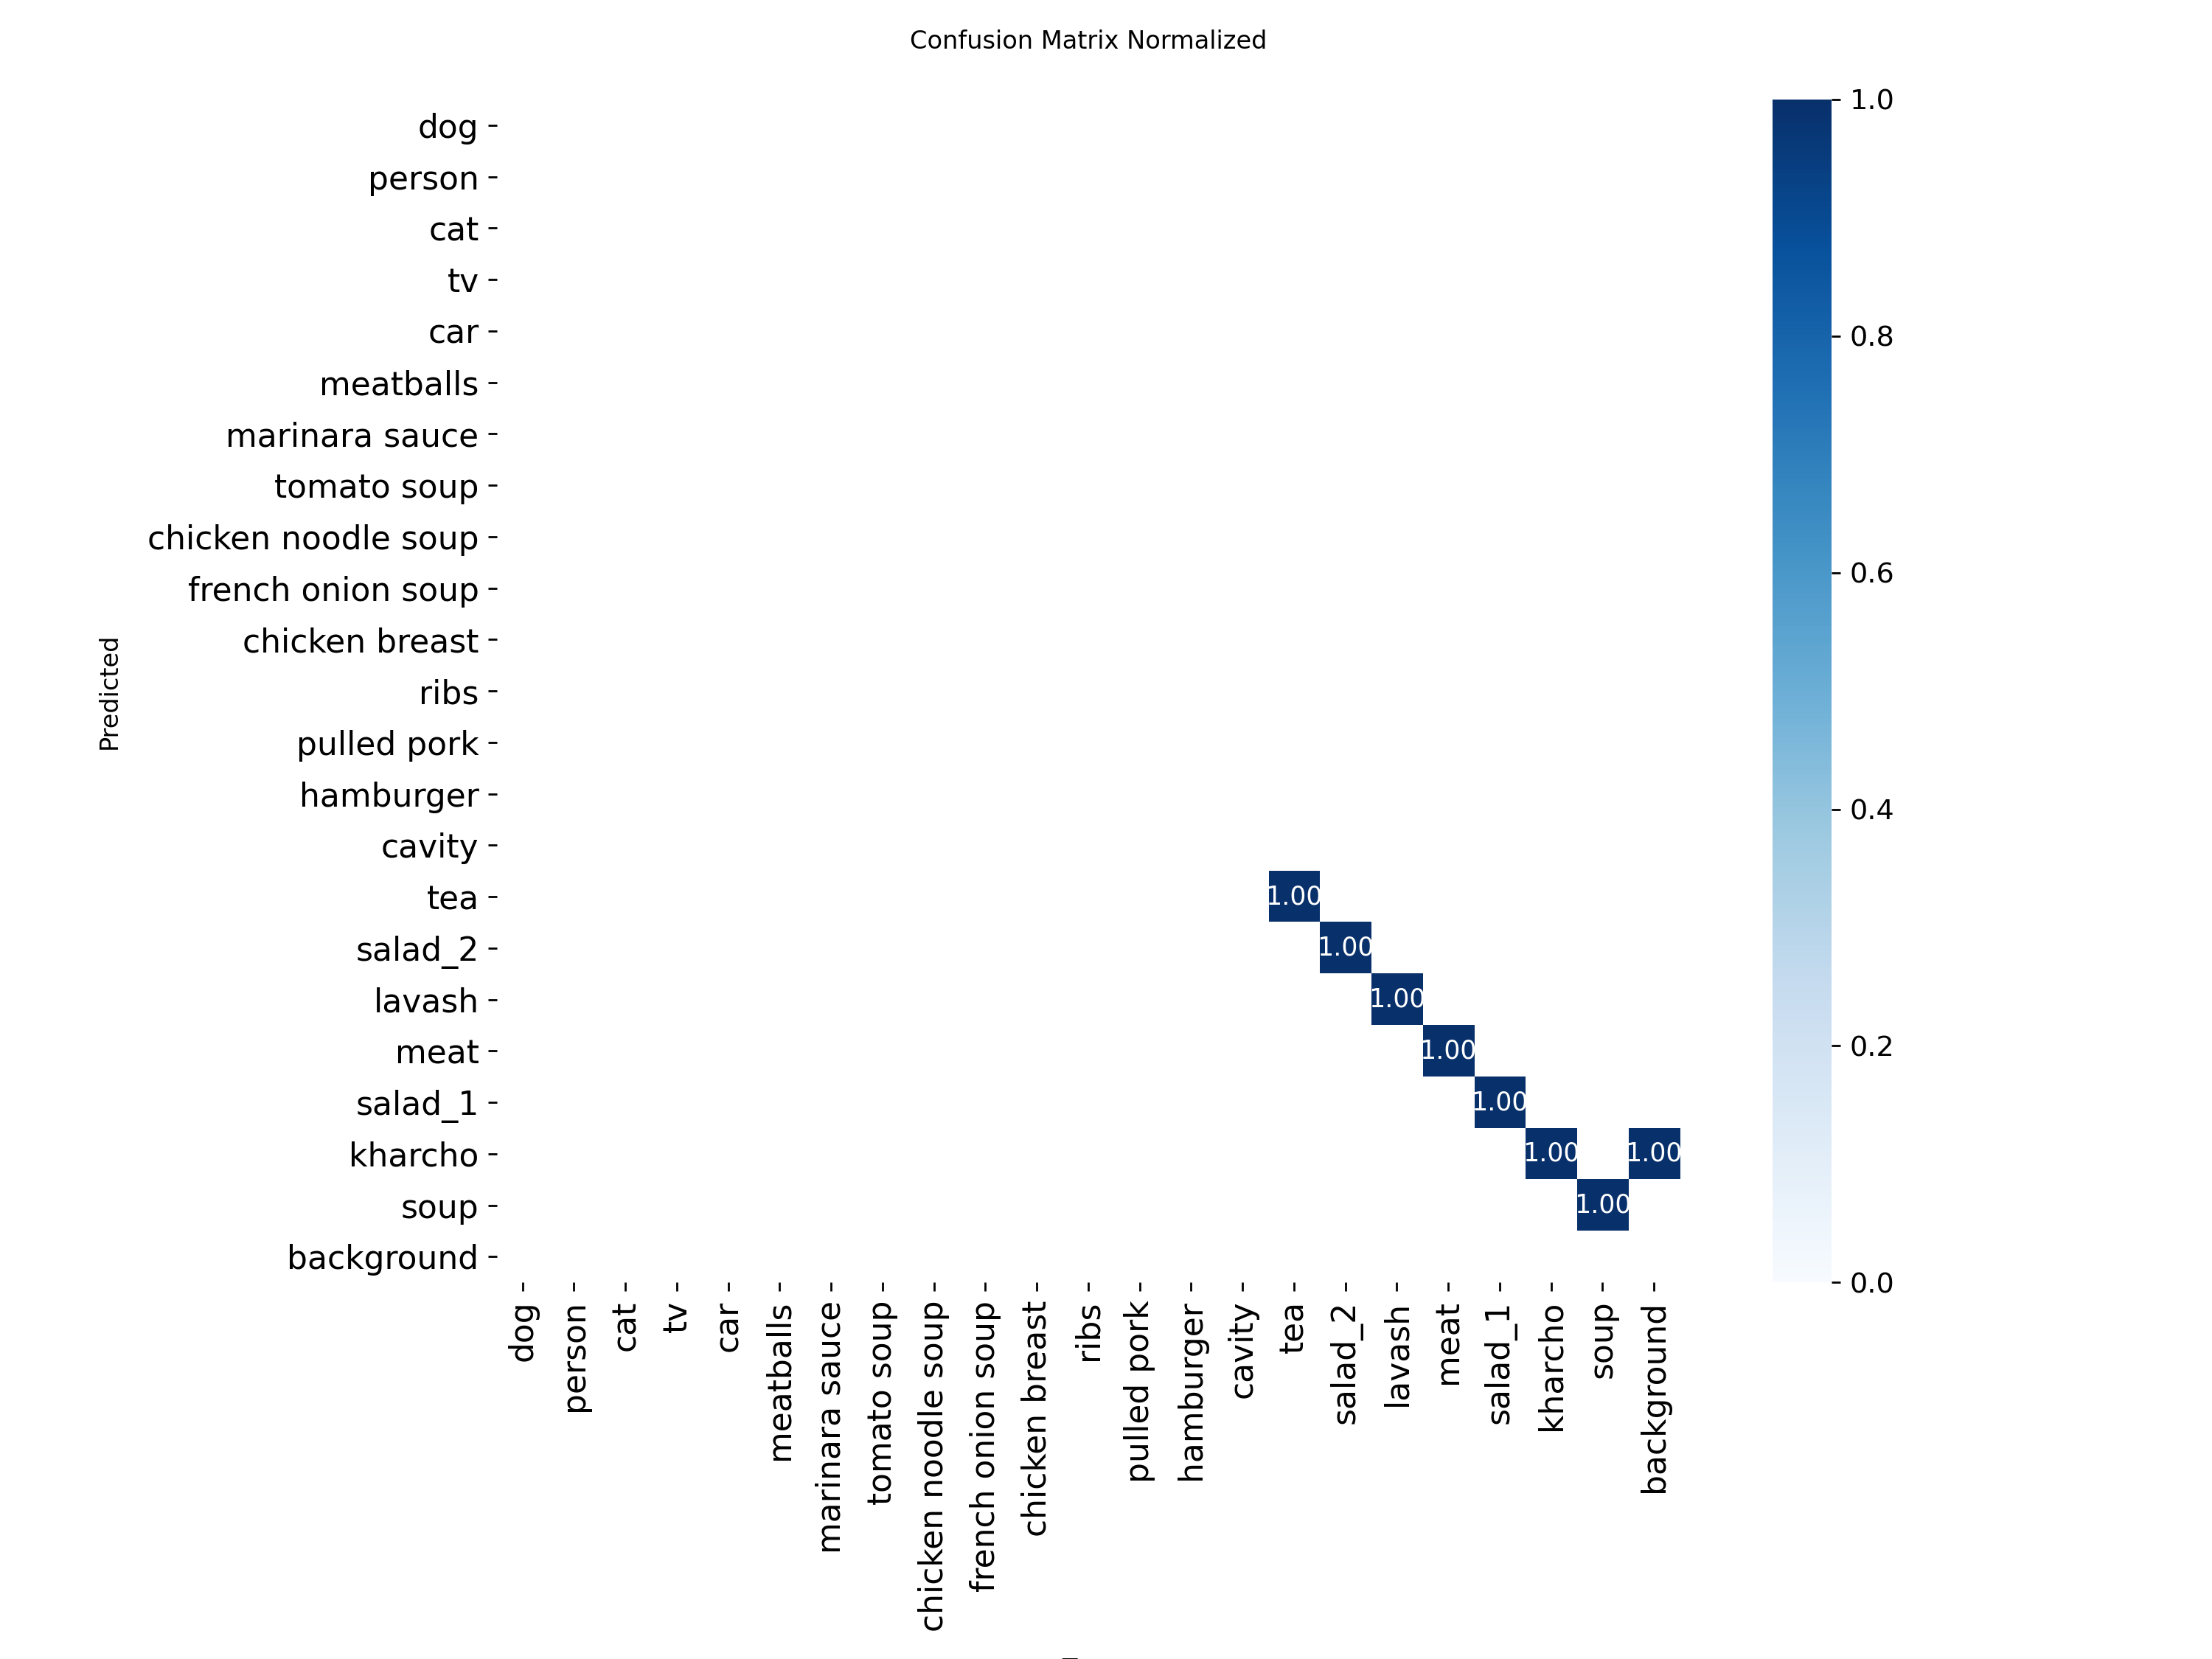 Confusion Matrix Normalized
dog
person
cat
tv
car
meatballs
marinara sauce
tomato soup
chicken noodle soup
french onion soup
chicken breast
ribs
pulled pork
hamburger
cavity
tea
salad_2
lavash
meat
salad_1
kharcho
soup
background
Predicted
1.00
1.00
1.00
1.00
1.00
1.00 1.00
1.00
dog
person
cat
tv
car
meatballs
marinara sauce
tomato soup
chicken noodle soup
french onion soup
chicken breast
ribs
pulled pork
hamburger
cavity
tea
salad_2
lavash
meat
salad_1
kharcho
soup
background
1.0
0.8
0.6
0.4
0.2
0.0